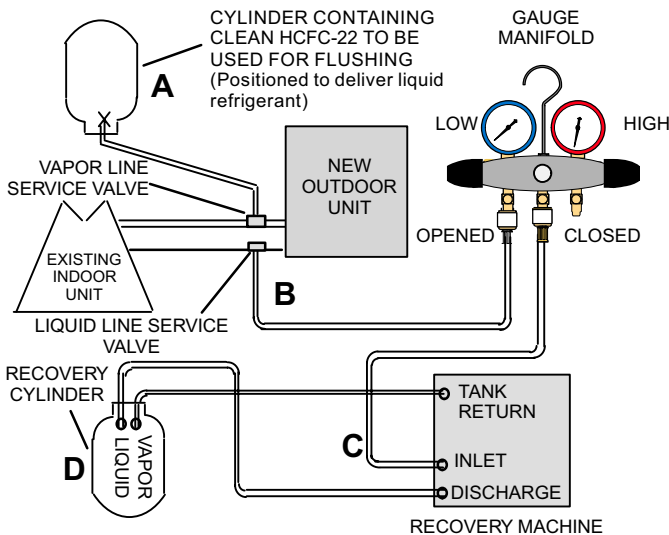 CYLINDER CONTAINING
CLEAN HCFC-22 TO BE
USED FOR FLUSHING
(Positioned to deliver liquid
refrigerant)
A
GAUGE
MANIFOLD
LOW
HIGH
VAPOR LINE
SERVICE VALVE
NEW
OUTDOOR
UNIT
EXISTING
INDOOR
UNIT
OPENED
CLOSED
B
LIQUID LINE SERVICE
VALVE
RECOVERY
CYLINDER
TANK
RETURN
C
D
LIQUID
VAPOR
INLET
DISCHARGE
RECOVERY MACHINE